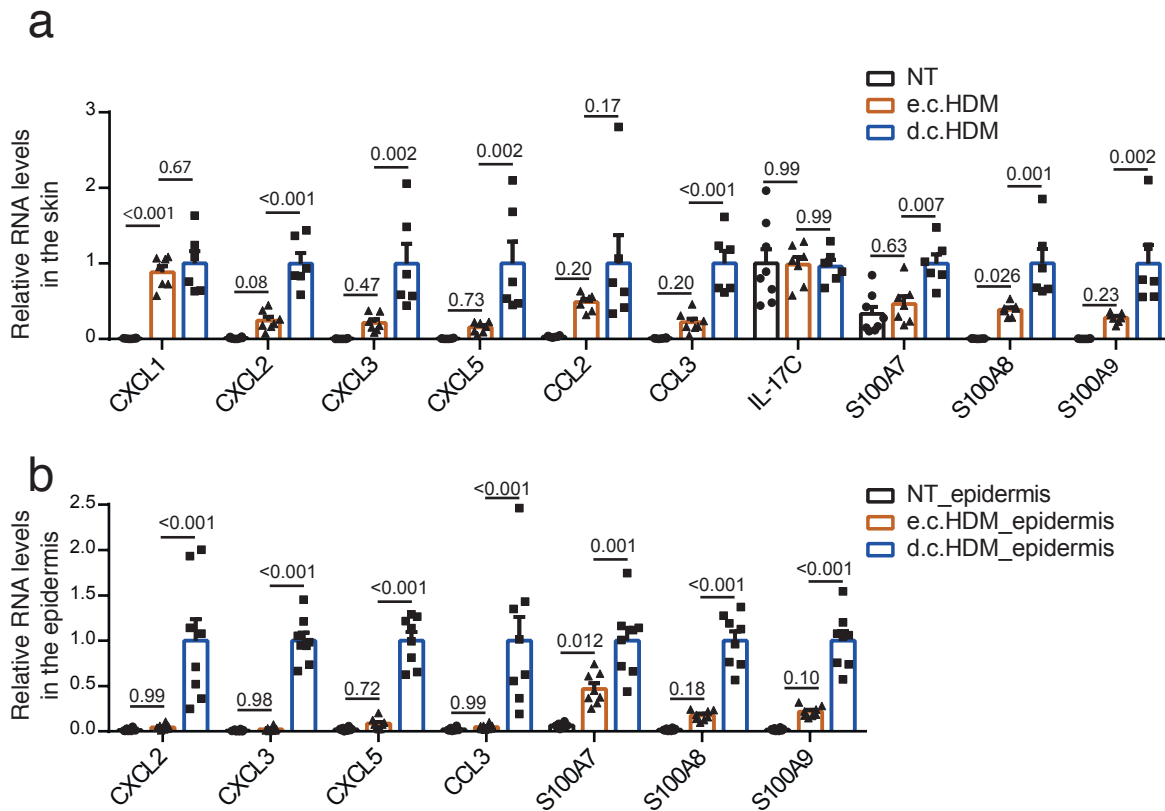 a
NT
e.c.HDM
d.c.HDM
Relative RNA levels
in the skin
3
2
1
0
<0.001
0.67
0.08
<0.001
0.47
0.002
0.73
0.002
0.20
0.17
0.20
<0.001
0.99
0.99
0.63
0.007
0.026
0.001
0.23
0.002
CXCL1
CXCL2
CXCL3
CXCL5
CCL2
CCL3
IL-17C
S100A7
S100A8
S100A9
b
NT_epidermis
e.c.HDM_epidermis
d.c.HDM_epidermis
Relative RNA levels
in the epidermis
2.5
2.0
1.5
1.0
0.5
0.0
0.99
<0.001
0.98
<0.001
0.72
<0.001
0.99
<0.001
0.012
0.001
0.18
<0.001
0.10
<0.001
CXCL2
CXCL3
CXCL5
CCL3
S100A7
S100A8
S100A9